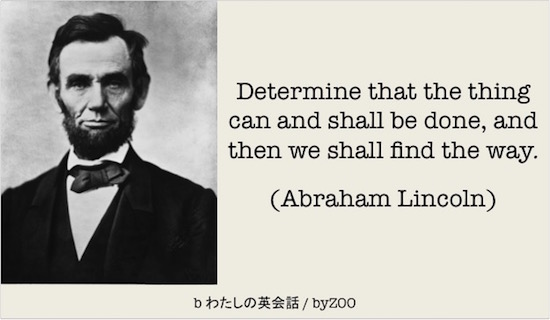 Determine that the thing
can and shall be done, and
then we shall find the way.
(Abraham Lincoln)
b わたしの英会話 / byZOO